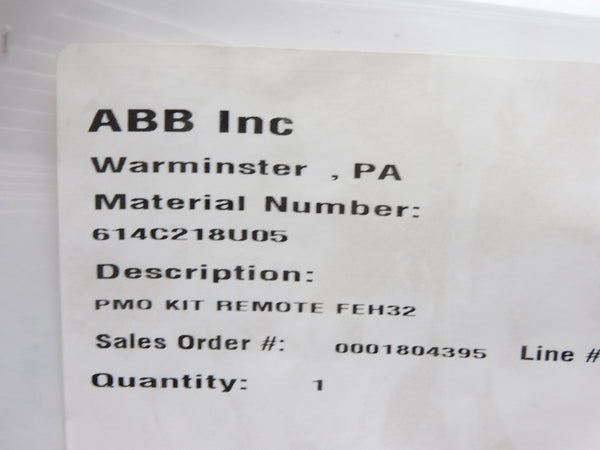 ABB Inc
Warminster , PA
Material Number:
614C218U05
Description:
PMO KIT REMOTE FEH32
Sales Order #: 0001804395 Line #
Quantity: 1